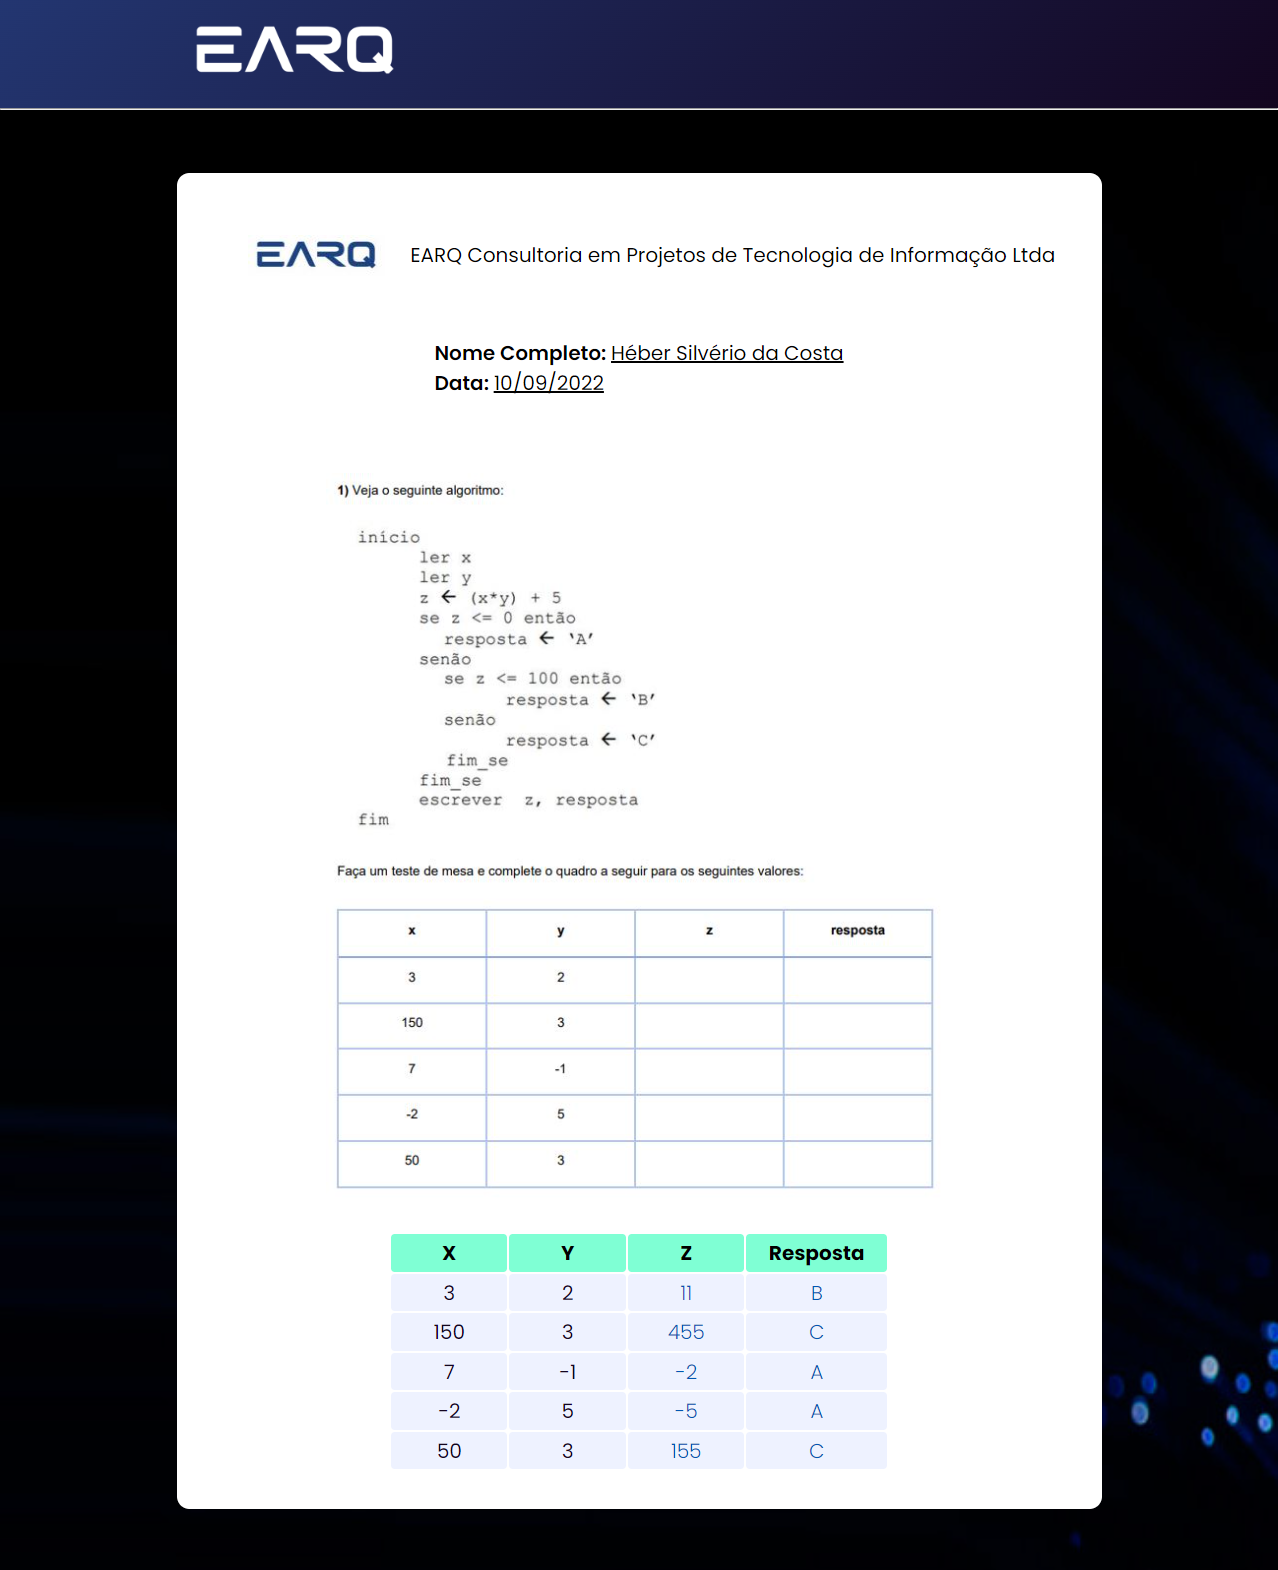 EARQ
EARQ EARQ Consultoria em Projetos de Tecnologia de Informação Ltda
Nome Completo: Héber Silvério da Costa
Data: 10/09/2022
1) Veja o seguinte algoritmo:
início
ler x
ler y
z ← (x*y) + 5
se z <= 0 então
resposta ← ‘A’
senão
se z <= 100 então
resposta ← ‘B’
senão
resposta ← ‘C’
fim_se
fim_se
escrever z, resposta
fim
Faça um teste de mesa e complete o quadro a seguir para os seguintes valores:
x y z resposta
3 2
150 3
7 -1
-2 5
50 3
X Y Z Resposta
3 2 11 B
150 3 455 C
7 -1 -2 A
-2 5 -5 A
50 3 155 C